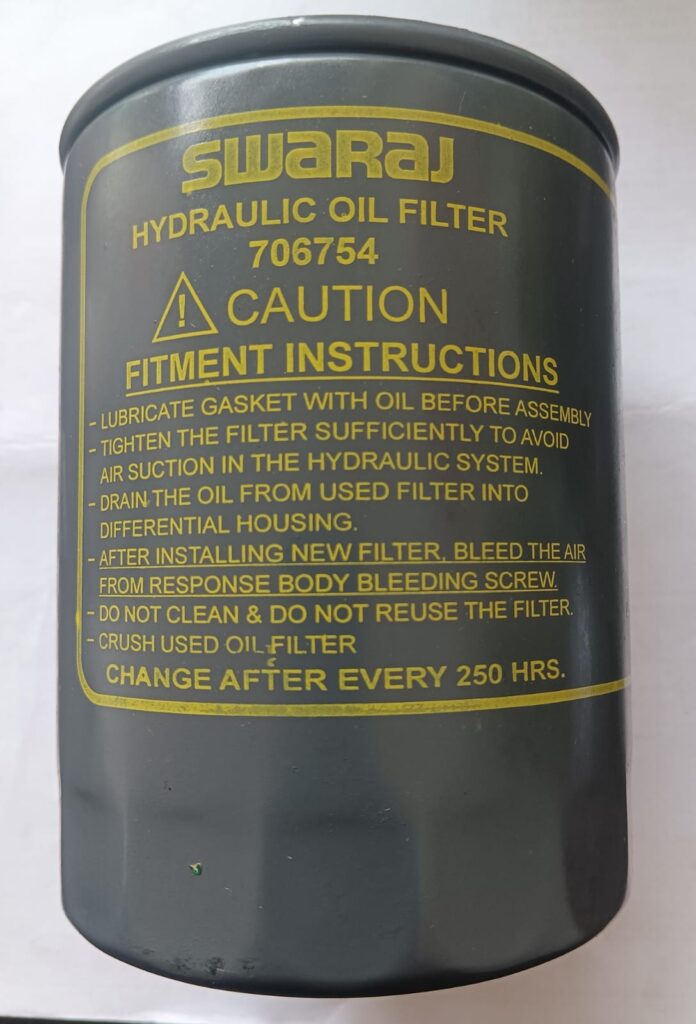 SWARAJ
HYDRAULIC OIL FILTER
706754
CAUTION
FITMENT INSTRUCTIONS
- LUBRICATE GASKET WITH OIL BEFORE ASSEMBLY
- TIGHTEN THE FILTER SUFFICIENTLY TO AVOID
AIR SUCTION IN THE HYDRAULIC SYSTEM.
- DRAIN THE OIL FROM USED FILTER INTO
DIFFERENTIAL HOUSING.
- AFTER INSTALLING NEW FILTER, BLEED THE AIR
FROM RESPONSE BODY BLEEDING SCREW.
- DO NOT CLEAN & DO NOT REUSE THE FILTER.
- CRUSH USED OIL FILTER
CHANGE AFTER EVERY 250 HRS.